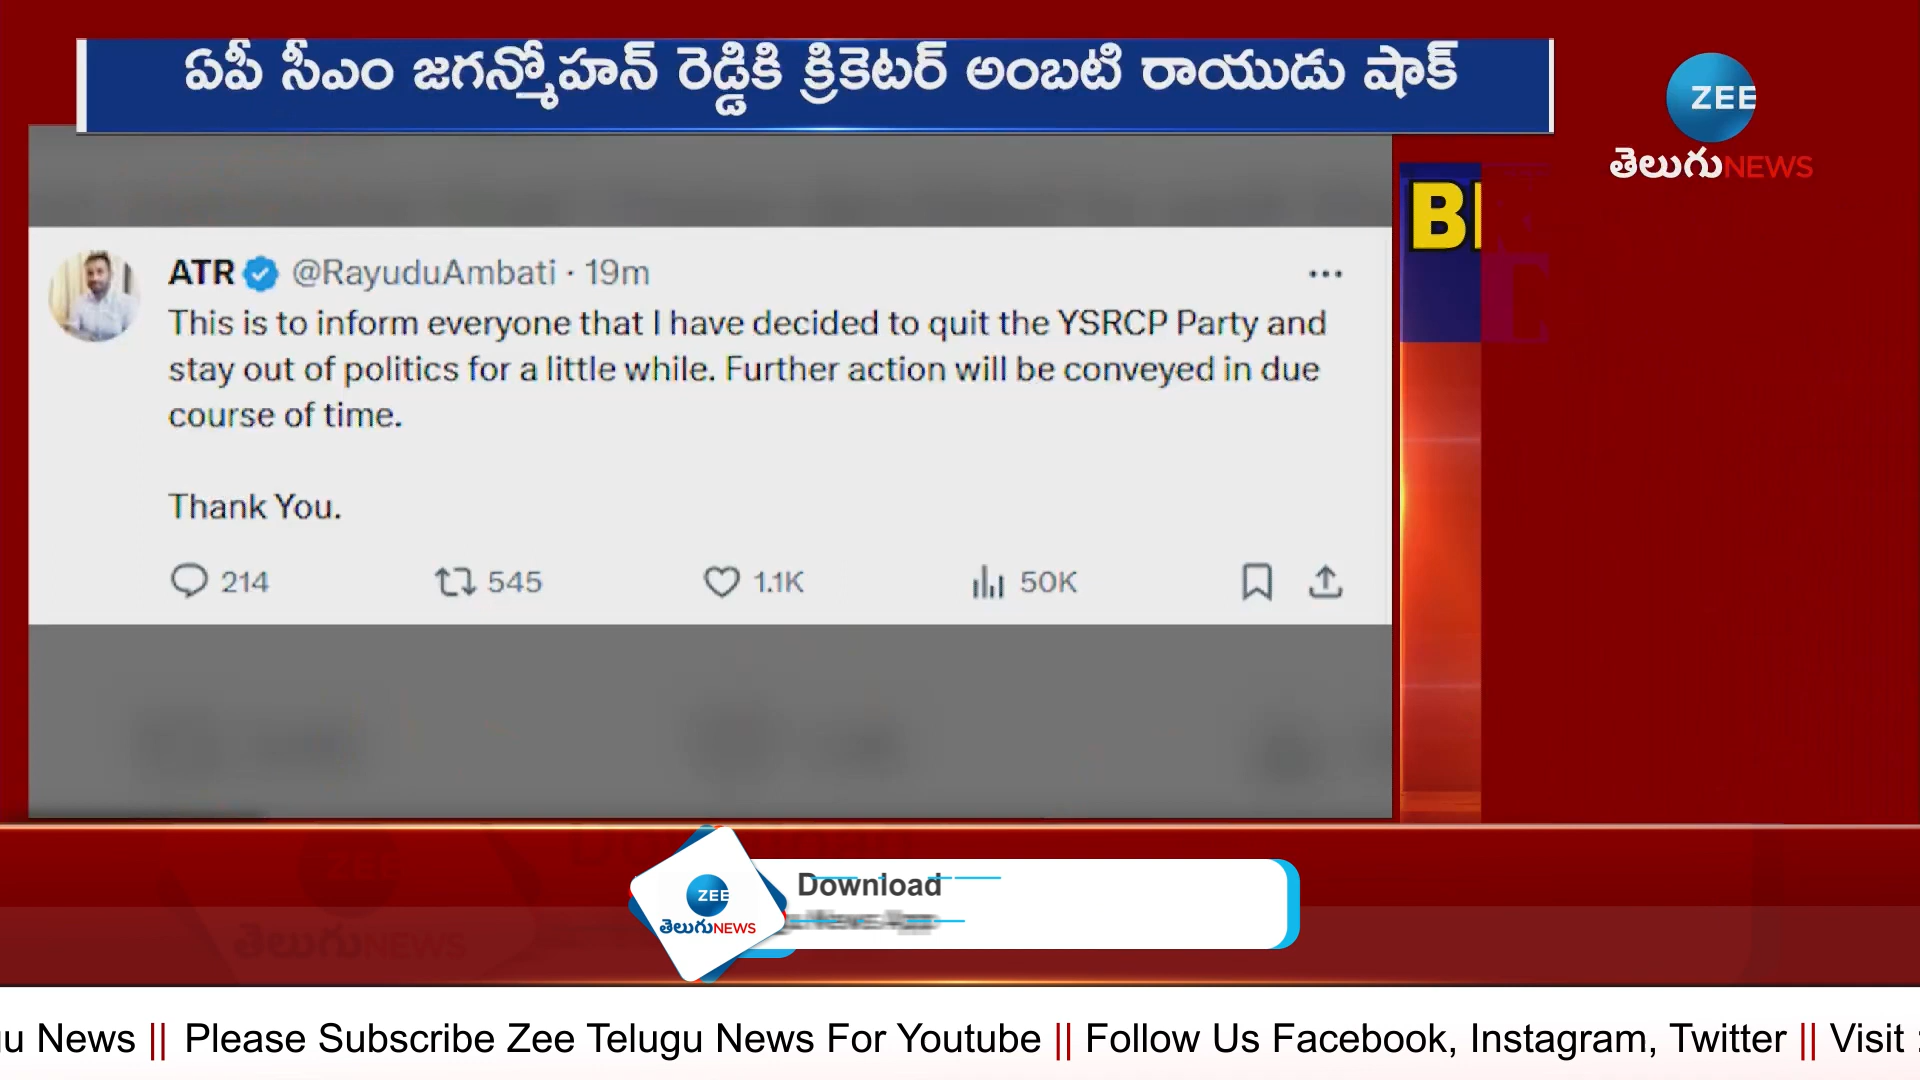 ఏపీ సీఎం జగన్మోహన్ రెడ్డికి క్రికెటర్ అంబటి రాయుడు షాక్
ZEE
తెలుగు NEWS
ATR @RayuduAmbati · 19m
This is to inform everyone that I have decided to quit the YSRCP Party and
stay out of politics for a little while. Further action will be conveyed in due
course of time.
Thank You.
214 545 1.1K 50K
Download
ZEE
తెలుగు NEWS
News || Please Subscribe Zee Telugu News For Youtube || Follow Us Facebook, Instagram, Twitter || Visit :